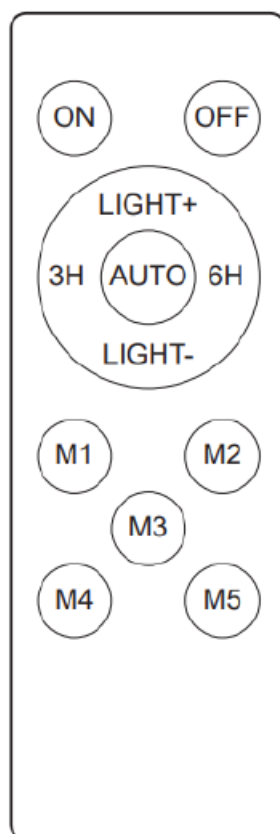 ON OFF
LIGHT+
3H AUTO 6H
LIGHT-
M1 M2
M3
M4 M5